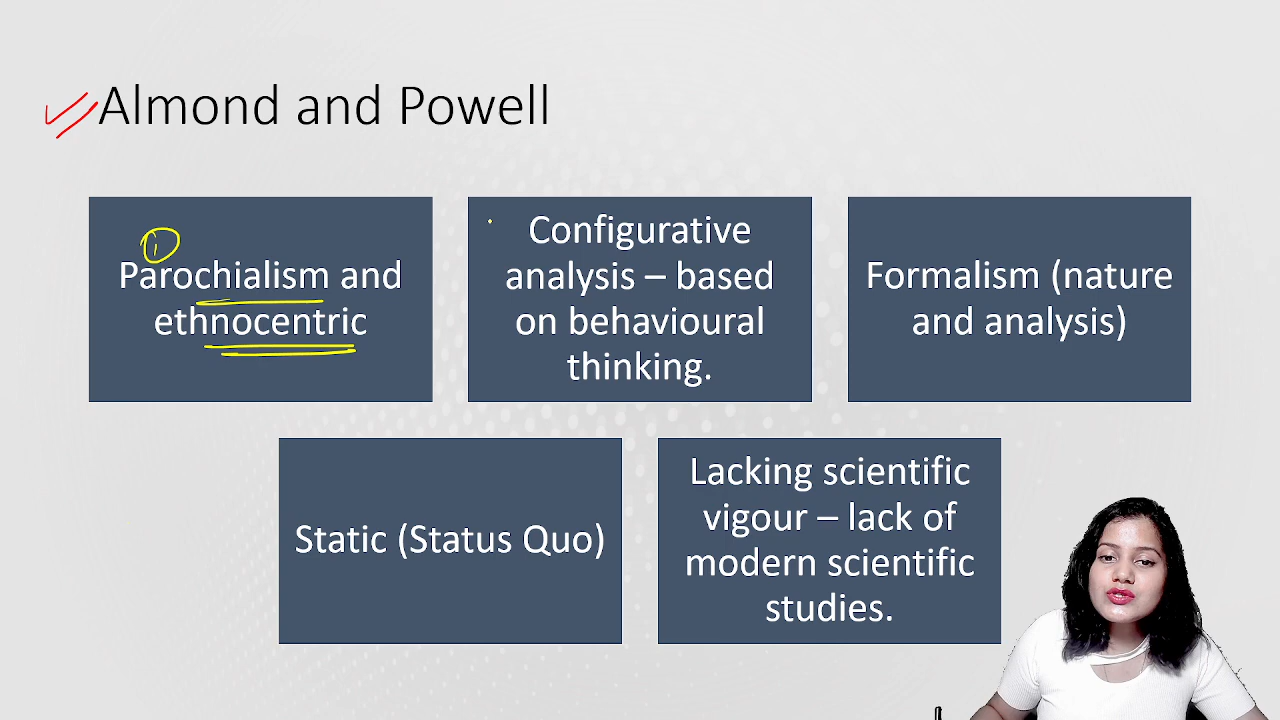 Almond and Powell
1
Parochialism and
ethnocentric
Configurative
analysis – based
on behavioural
thinking.
Formalism (nature
and analysis)
Static (Status Quo)
Lacking scientific
vigour – lack of
modern scientific
studies.